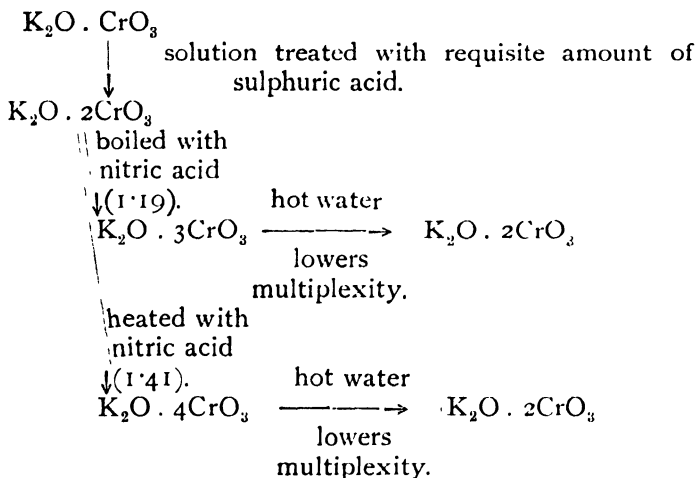 K₂O . CrO₃
solution treated with requisite amount of
sulphuric acid.
K₂O . 2CrO₃
boiled with
nitric acid
(1·19).
hot water
K₂O . 3CrO₃
K₂O . 2CrO₃
lowers
multiplexity.
heated with
nitric acid
(1·41).
hot water
K₂O . 4CrO₃
K₂O . 2CrO₃
lowers
multiplexity.